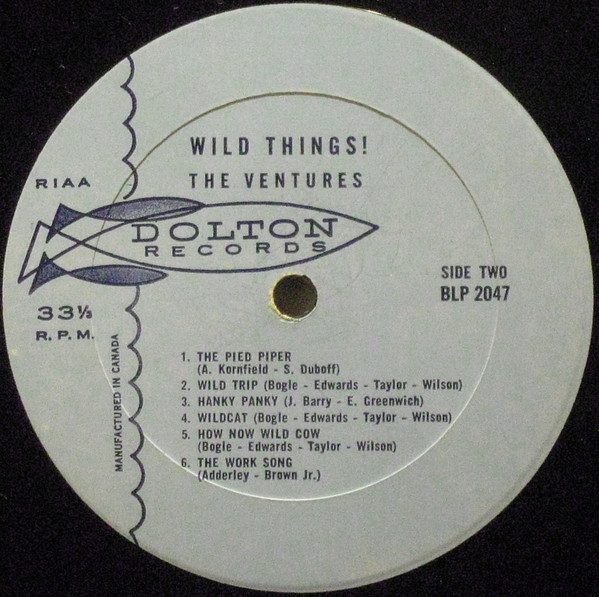 WILD THINGS!
THE VENTURES
RIAA
DOLTON
RECORDS
33⅓
R.P.M.
SIDE TWO
BLP 2047
MANUFACTURED IN CANADA
1. THE PIED PIPER
(A. Kornfield - S. Duboff)
2. WILD TRIP (Bogle - Edwards - Taylor - Wilson)
3. HANKY PANKY (J. Barry - E. Greenwich)
4. WILDCAT (Bogle - Edwards - Taylor - Wilson)
5. HOW NOW WILD COW
(Bogle - Edwards - Taylor - Wilson)
6. THE WORK SONG
(Adderley - Brown Jr.)